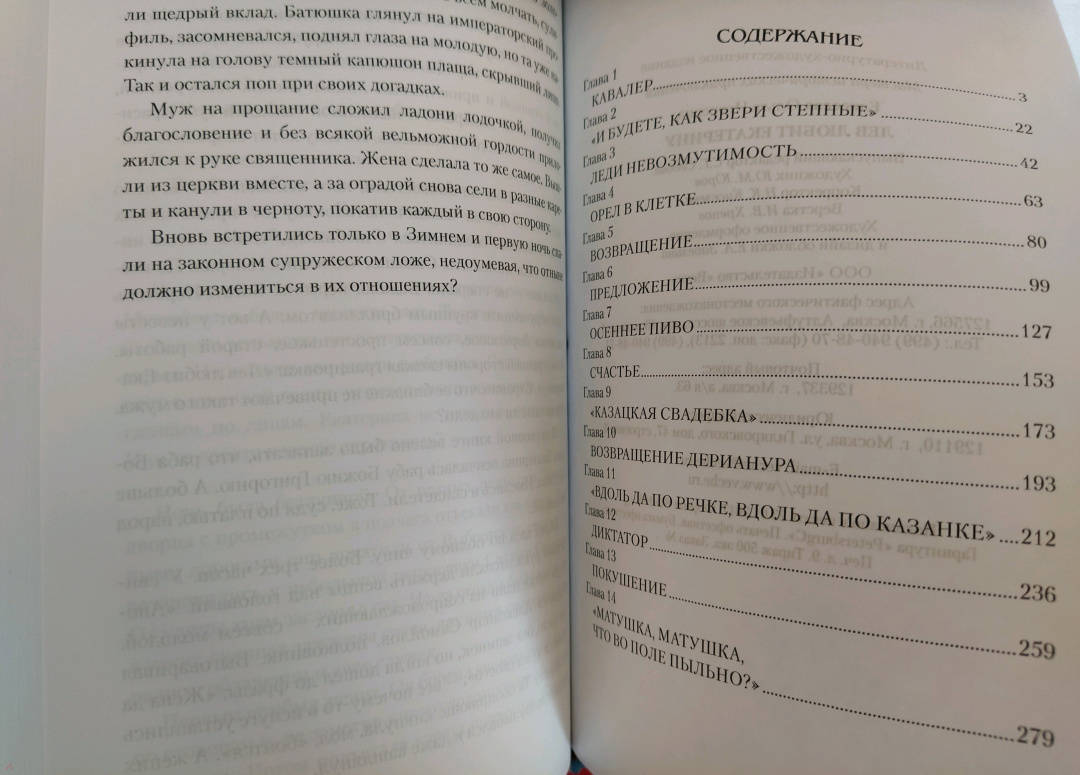 ли щедрый вклад. Батюшка глянул на императорский про-
филь, засомневался, поднял глаза на молодую, но та уже на-
кинула на голову темный капюшон плаща, скрывший лицо.
Так и остался поп при своих догадках.
Муж на прощание сложил ладони лодочкой, получил
благословение и без всякой вельможной гордости прило-
жился к руке священника. Жена сделала то же самое. Вы-
ли из церкви вместе, а за оградой снова сели в разные каре-
ты и канули в черноту, покатив каждый в свою сторону.
Вновь встретились только в Зимнем и первую ночь спа-
ли на законном супружеском ложе, недоумевая, что отныне
должно измениться в их отношениях?
СОДЕРЖАНИЕ
Глава 1
КАВАЛЕР 3
Глава 2
«И БУДЕТЕ, КАК ЗВЕРИ СТЕПНЫЕ» 22
Глава 3
ЛЕДИ НЕВОЗМУТИМОСТЬ 42
Глава 4
ОРЕЛ В КЛЕТКЕ 63
Глава 5
ВОЗВРАЩЕНИЕ 80
Глава 6
ПРЕДЛОЖЕНИЕ 99
Глава 7
ОСЕННЕЕ ПИВО 127
Глава 8
СЧАСТЬЕ 153
Глава 9
«КАЗАЦКАЯ СВАДЕБКА» 173
Глава 10
ВОЗВРАЩЕНИЕ ДЕРИАНУРА 193
Глава 11
«ВДОЛЬ ДА ПО РЕЧКЕ, ВДОЛЬ ДА ПО КАЗАНКЕ» 212
Глава 12
ДИКТАТОР 236
Глава 13
ПОКУШЕНИЕ 259
Глава 14
«МАТУШКА, МАТУШКА,
ЧТО ВО ПОЛЕ ПЫЛЬНО?» 279